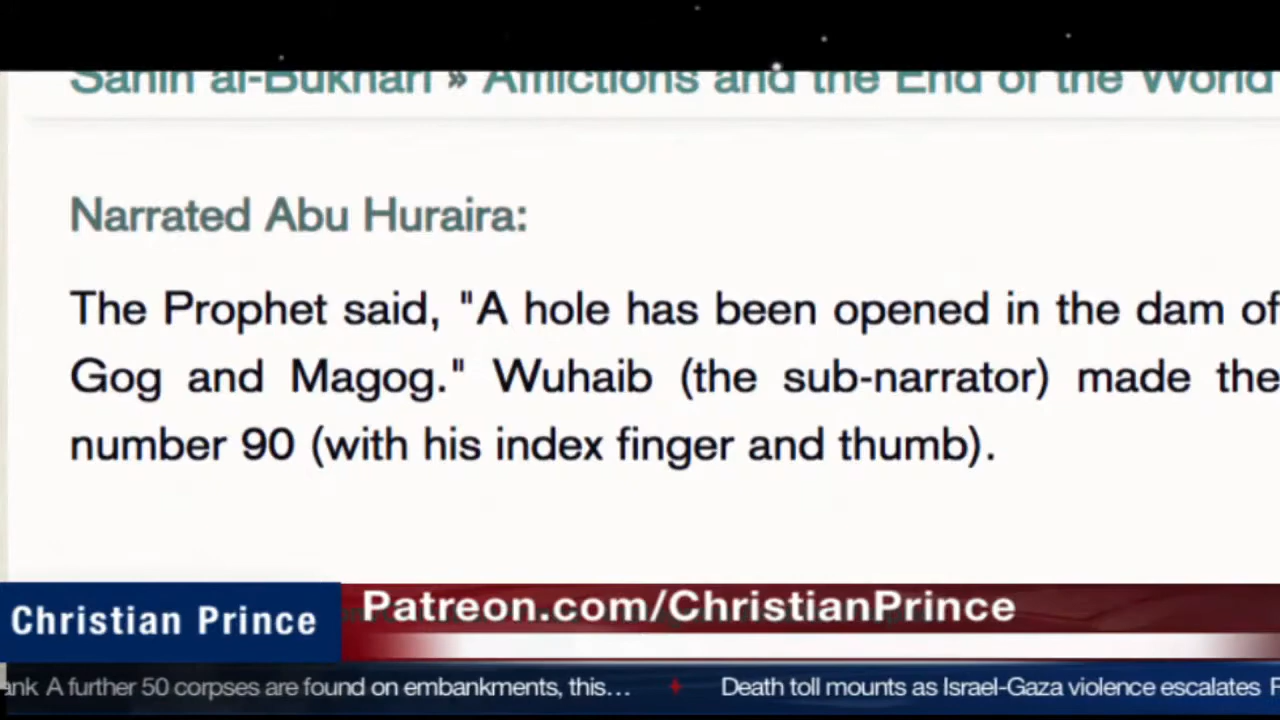 Sahih al-Bukhari » Afflictions and the End of the World
Narrated Abu Huraira:
The Prophet said, "A hole has been opened in the dam of
Gog and Magog." Wuhaib (the sub-narrator) made the
number 90 (with his index finger and thumb).
Christian Prince
Patreon.com/ChristianPrince
A further 50 corpses are found on embankments, this... Death toll mounts as Israel-Gaza violence escalates